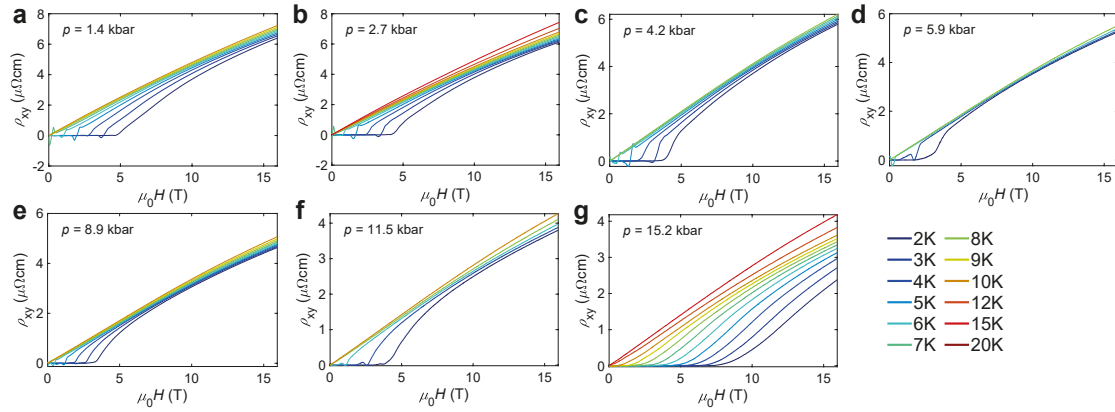 a
p = 1.4 kbar
ρxy (μΩcm)
8
6
4
2
0
-2
0 5 10 15
μ0H (T)
b
p = 2.7 kbar
ρxy (μΩcm)
8
6
4
2
0
-2
0 5 10 15
μ0H (T)
c
p = 4.2 kbar
ρxy (μΩcm)
6
4
2
0
0 5 10 15
μ0H (T)
d
p = 5.9 kbar
ρxy (μΩcm)
6
4
2
0
0 5 10 15
μ0H (T)
e
p = 8.9 kbar
ρxy (μΩcm)
6
4
2
0
0 5 10 15
μ0H (T)
f
p = 11.5 kbar
ρxy (μΩcm)
4
3
2
1
0
0 5 10 15
μ0H (T)
g
p = 15.2 kbar
ρxy (μΩcm)
4
3
2
1
0
0 5 10 15
μ0H (T)
2K 8K
3K 9K
4K 10K
5K 12K
6K 15K
7K 20K